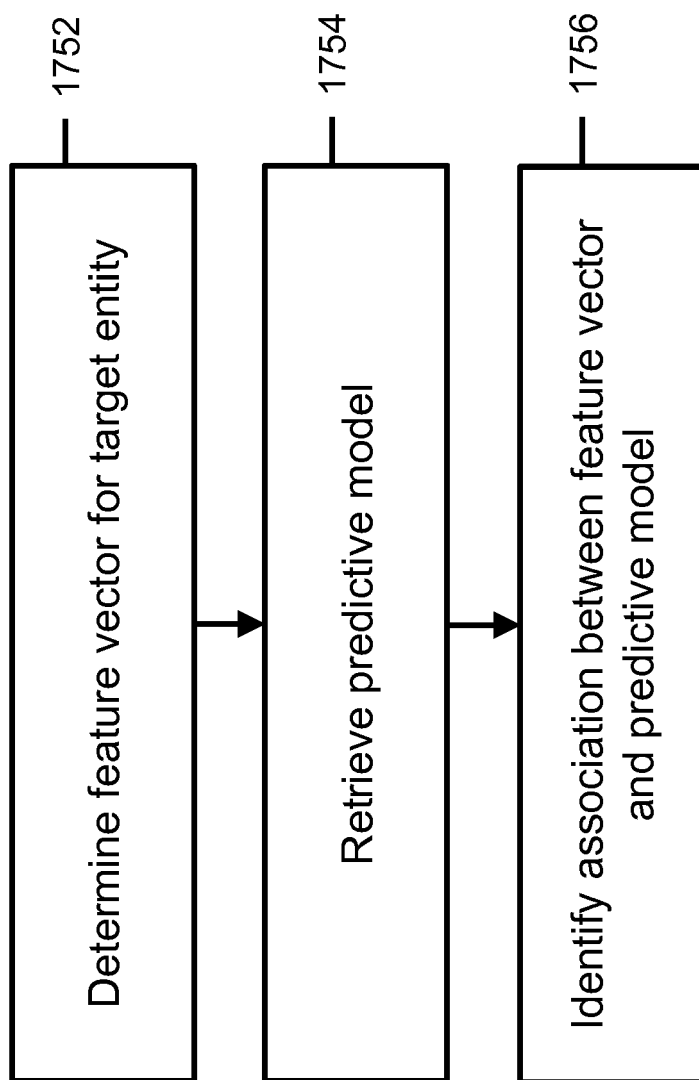 Determine feature vector for target entity
1752
Retrieve predictive model
1754
Identify association between feature vector
and predictive model
1756